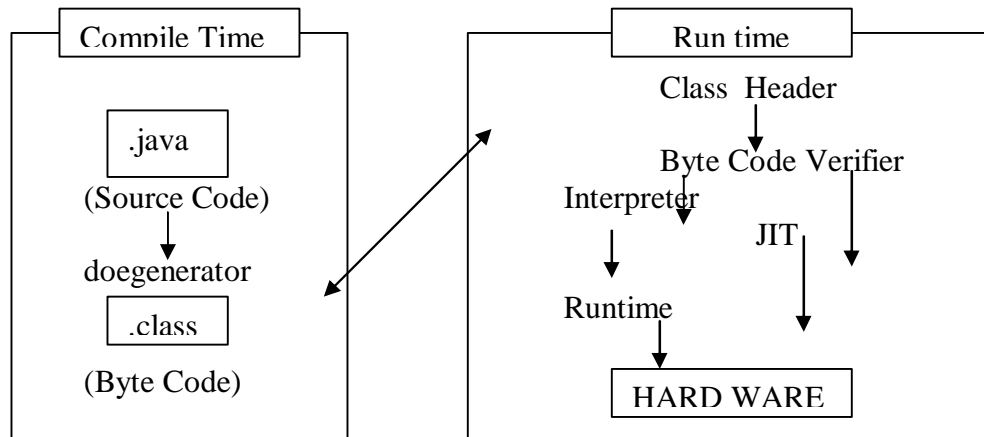 Compile Time
.java
(Source Code)
doegenerator
.class
(Byte Code)
Run time
Class Header
Byte Code Verifier
Interpreter
JIT
Runtime
HARD WARE